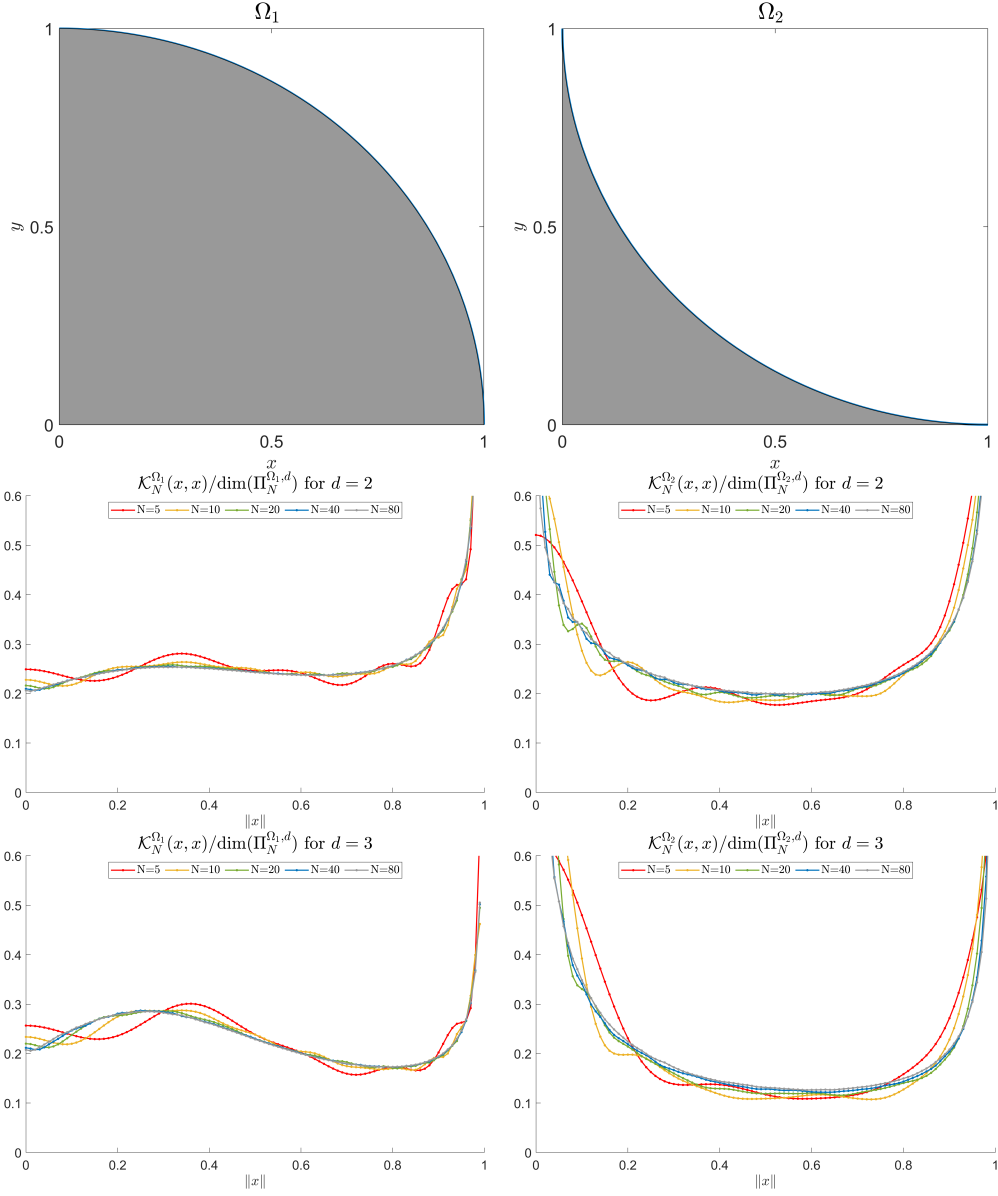 Ω₁
1
0.5
0
y
0 0.5 1
x
Ω₂
1
0.5
0
y
0 0.5 1
x
𝒦_N^{Ω₁}(x, x)/dim(Π_N^{Ω₁,d}) for d = 2
N=5 N=10 N=20 N=40 N=80
0.6
0.5
0.4
0.3
0.2
0.1
0
0 0.2 0.4 0.6 0.8 1
‖x‖
𝒦_N^{Ω₂}(x, x)/dim(Π_N^{Ω₂,d}) for d = 2
N=5 N=10 N=20 N=40 N=80
0.6
0.5
0.4
0.3
0.2
0.1
0
0 0.2 0.4 0.6 0.8 1
‖x‖
𝒦_N^{Ω₁}(x, x)/dim(Π_N^{Ω₁,d}) for d = 3
N=5 N=10 N=20 N=40 N=80
0.6
0.5
0.4
0.3
0.2
0.1
0
0 0.2 0.4 0.6 0.8 1
‖x‖
𝒦_N^{Ω₂}(x, x)/dim(Π_N^{Ω₂,d}) for d = 3
N=5 N=10 N=20 N=40 N=80
0.6
0.5
0.4
0.3
0.2
0.1
0
0 0.2 0.4 0.6 0.8 1
‖x‖